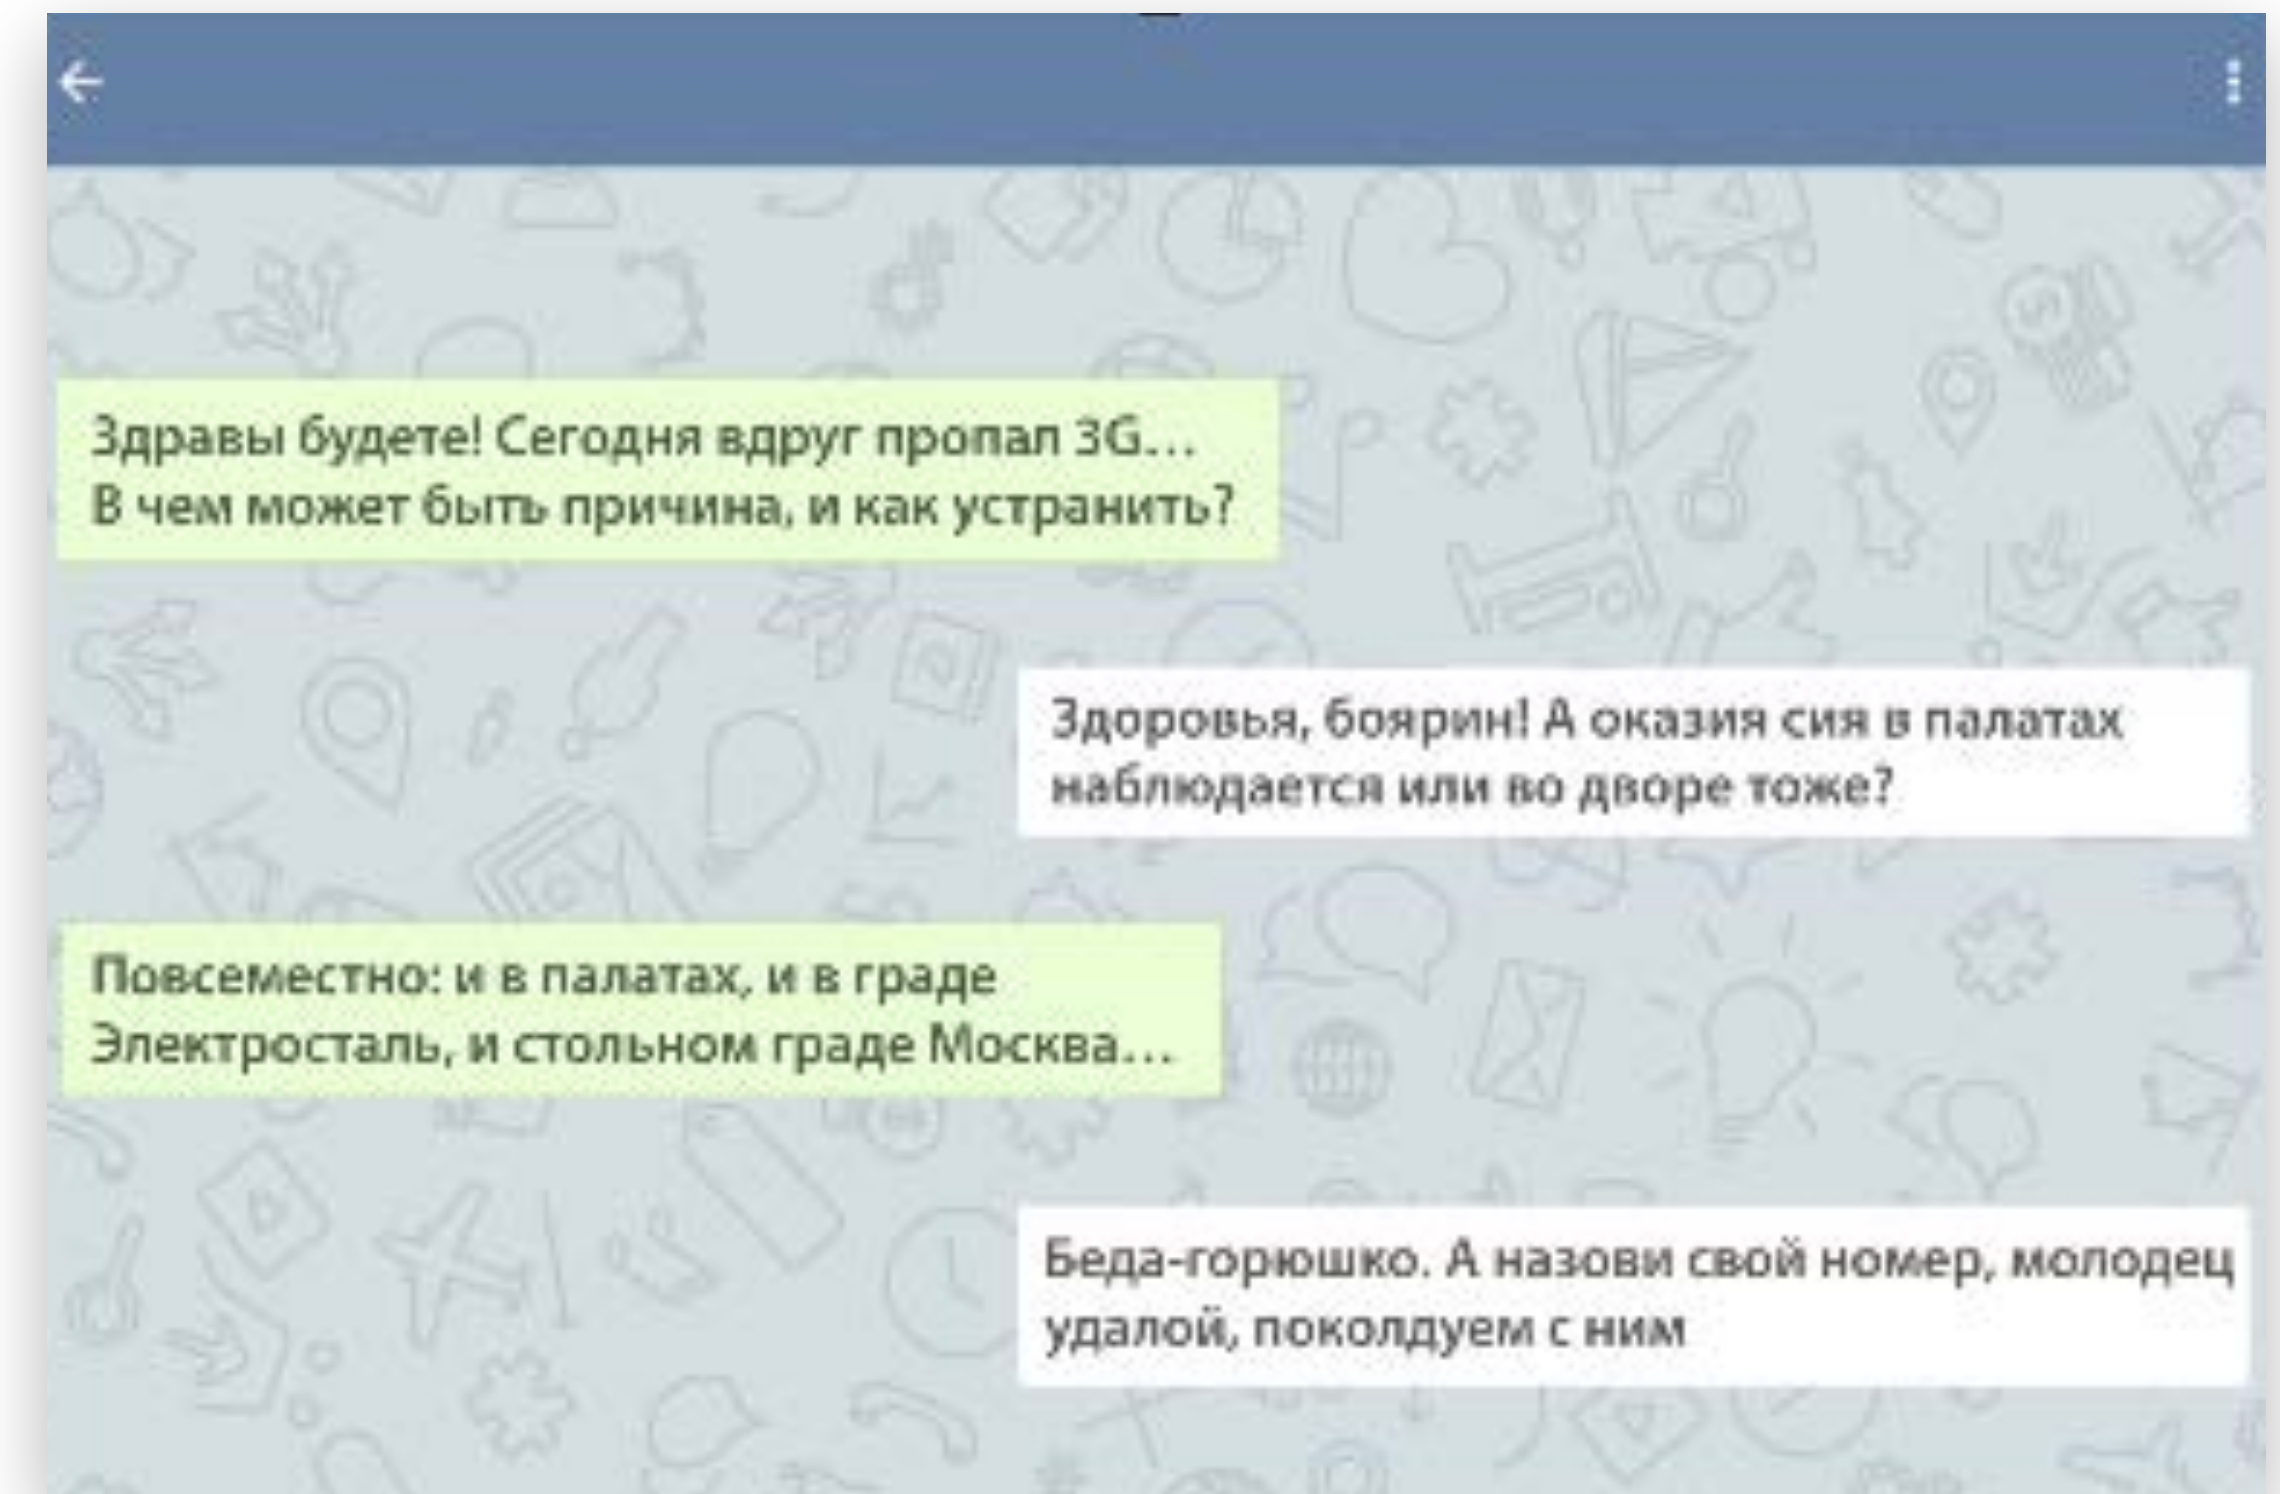 Здравы будете! Сегодня вдруг пропал 3G...
В чем может быть причина, и как устранить?
Здоровья, боярин! А оказия сия в палатах
наблюдается или во дворе тоже?
Повсеместно: и в палатах, и в граде
Электросталь, и стольном граде Москва...
Беда-горюшко. А назови свой номер, молодец
удалой, поколдуем с ним